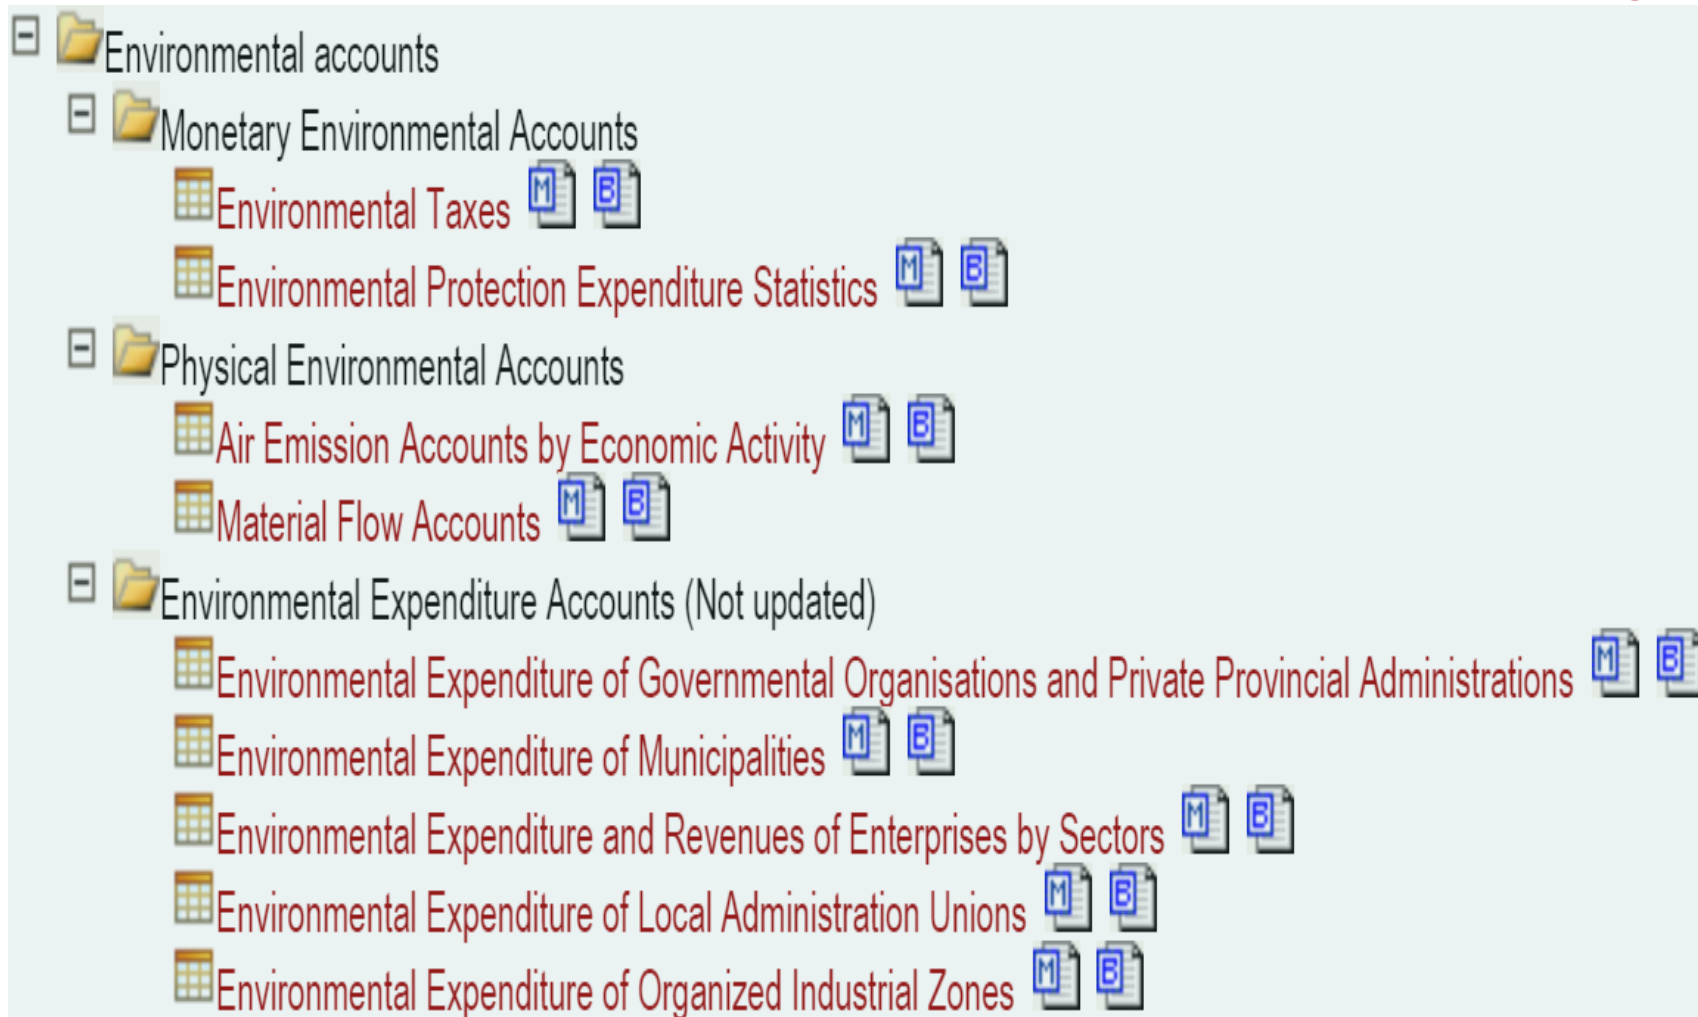 Environmental accounts
Monetary Environmental Accounts
Environmental Taxes M B
Environmental Protection Expenditure Statistics M B
Physical Environmental Accounts
Air Emission Accounts by Economic Activity M B
Material Flow Accounts M B
Environmental Expenditure Accounts (Not updated)
Environmental Expenditure of Governmental Organisations and Private Provincial Administrations M B
Environmental Expenditure of Municipalities M B
Environmental Expenditure and Revenues of Enterprises by Sectors M B
Environmental Expenditure of Local Administration Unions M B
Environmental Expenditure of Organized Industrial Zones M B